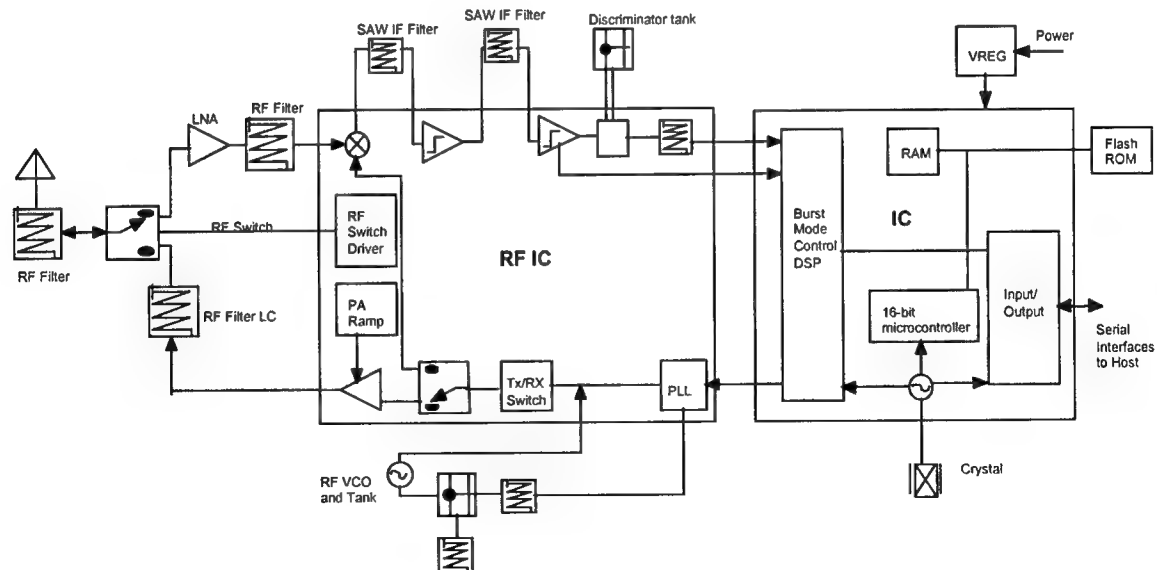 SAW IF Filter
SAW IF Filter
Discriminator tank
VREG
Power
LNA
RF Filter
RAM
Flash
ROM
RF Switch
RF
Switch
Driver
RF IC
Burst
Mode
Control
DSP
IC
RF Filter
RF Filter LC
PA
Ramp
16-bit
microcontroller
Input/
Output
Serial
Interfaces
to Host
Tx/RX
Switch
PLL
RF VCO
and Tank
Crystal